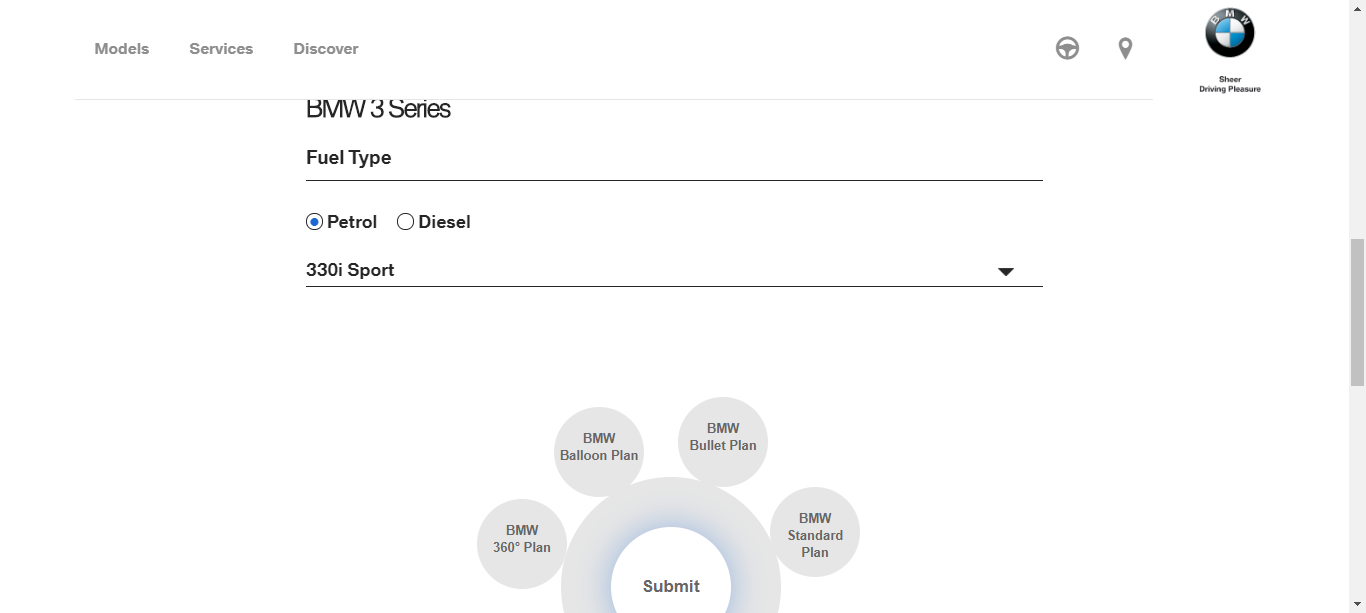 Models Services Discover
BMW
Sheer
Driving Pleasure
BMW 3 Series
Fuel Type
Petrol Diesel
330i Sport
BMW
Balloon Plan
BMW
Bullet Plan
BMW
360° Plan
BMW
Standard
Plan
Submit